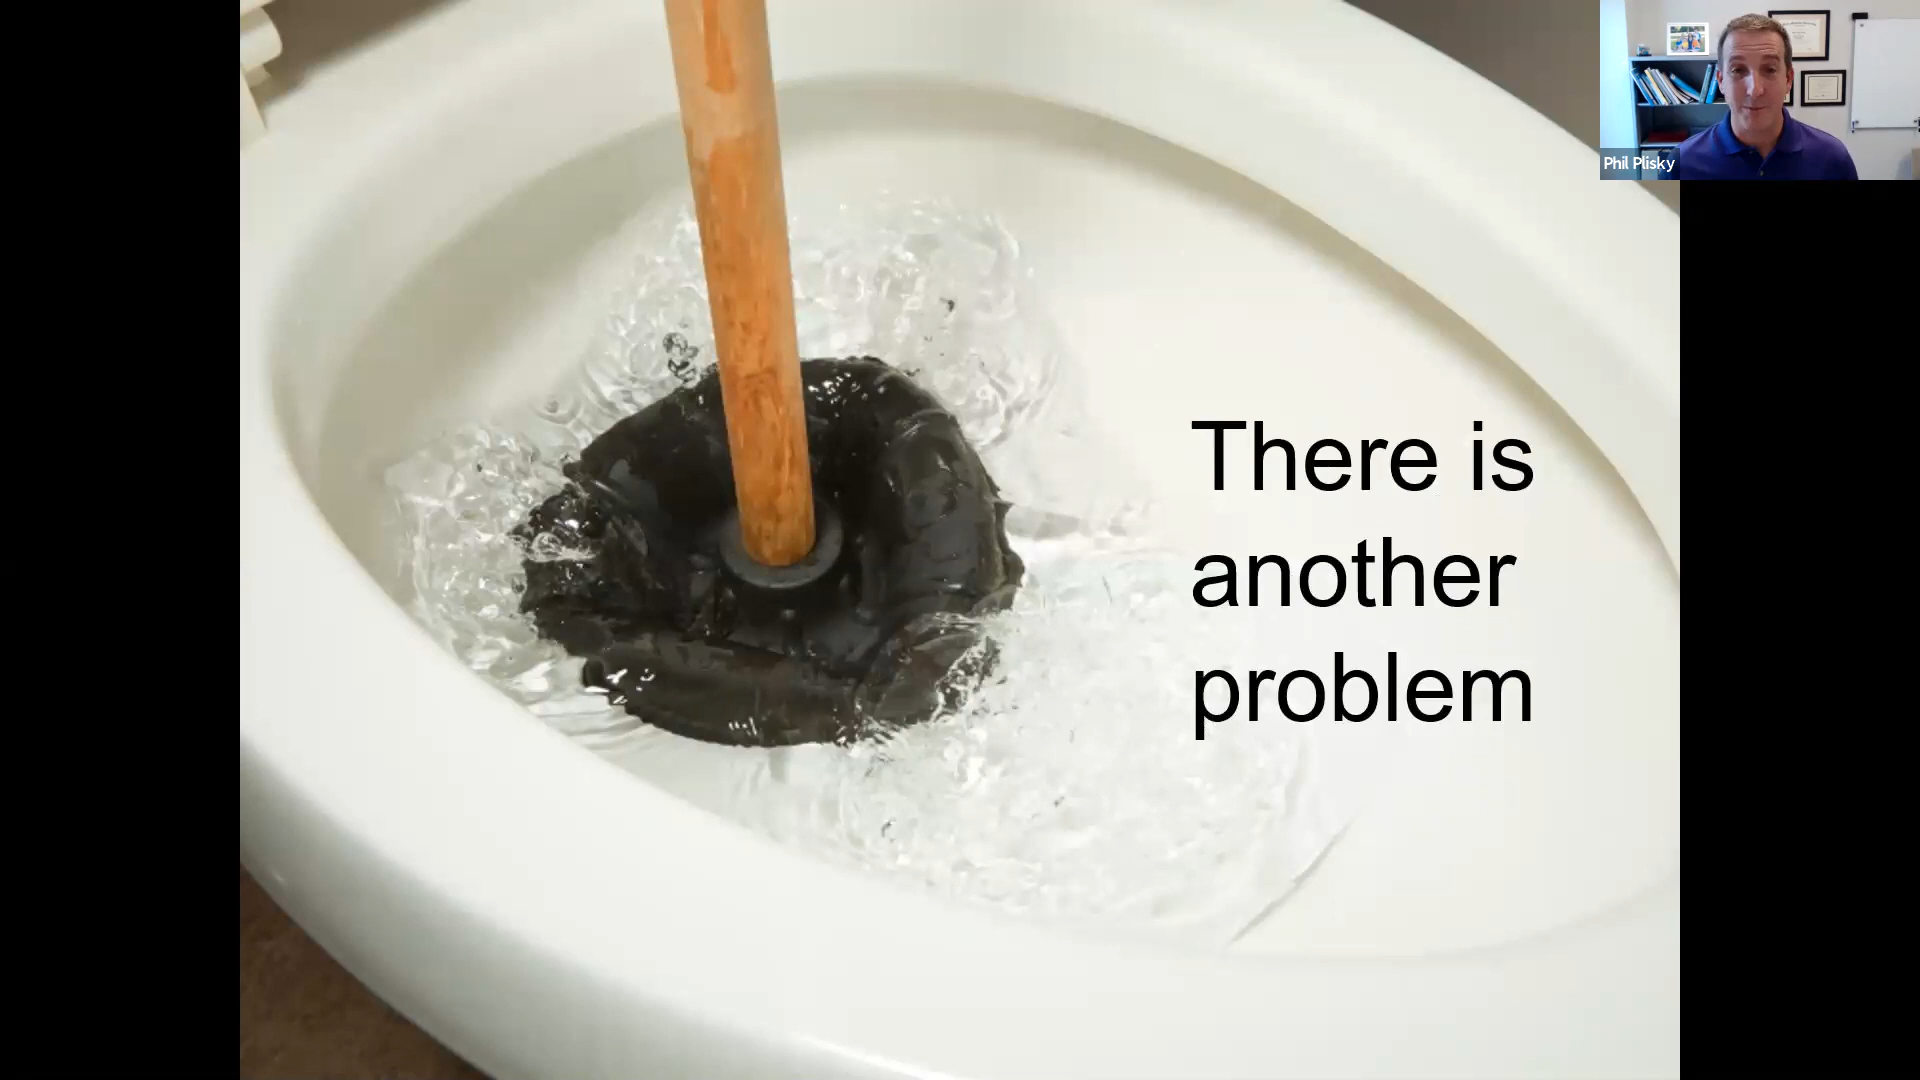 Phil Plisky
There is
another
problem